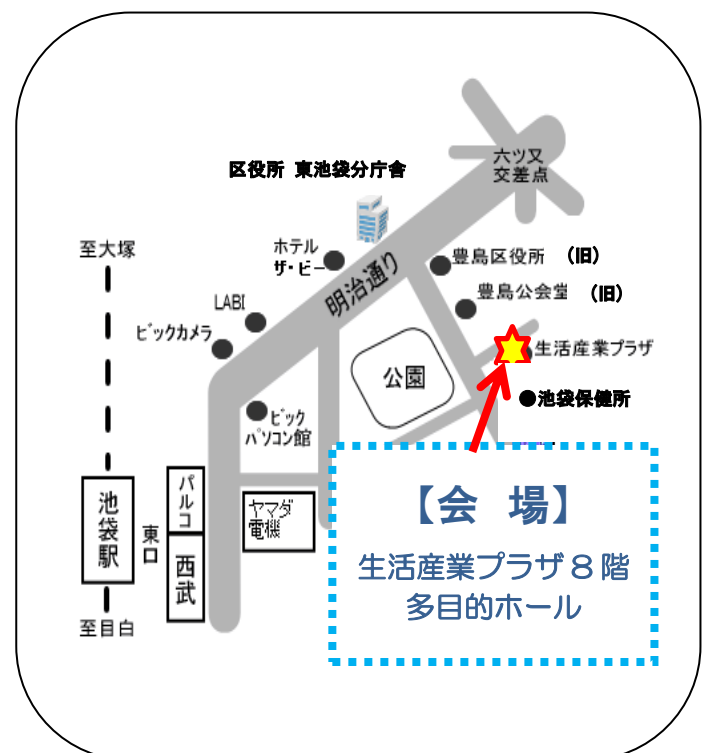 六ツ又
交差点
区役所 東池袋分庁舎
至大塚
ホテル
ザ・ビー
明治通り
豊島区役所 (旧)
豊島公会堂 (旧)
LABI
ビックカメラ
生活産業プラザ
公園
●池袋保健所
ビック
パソコン館
パルコ
ヤマダ
電機
池袋駅
東口
西武
至目白
【会 場】
生活産業プラザ8階
多目的ホール